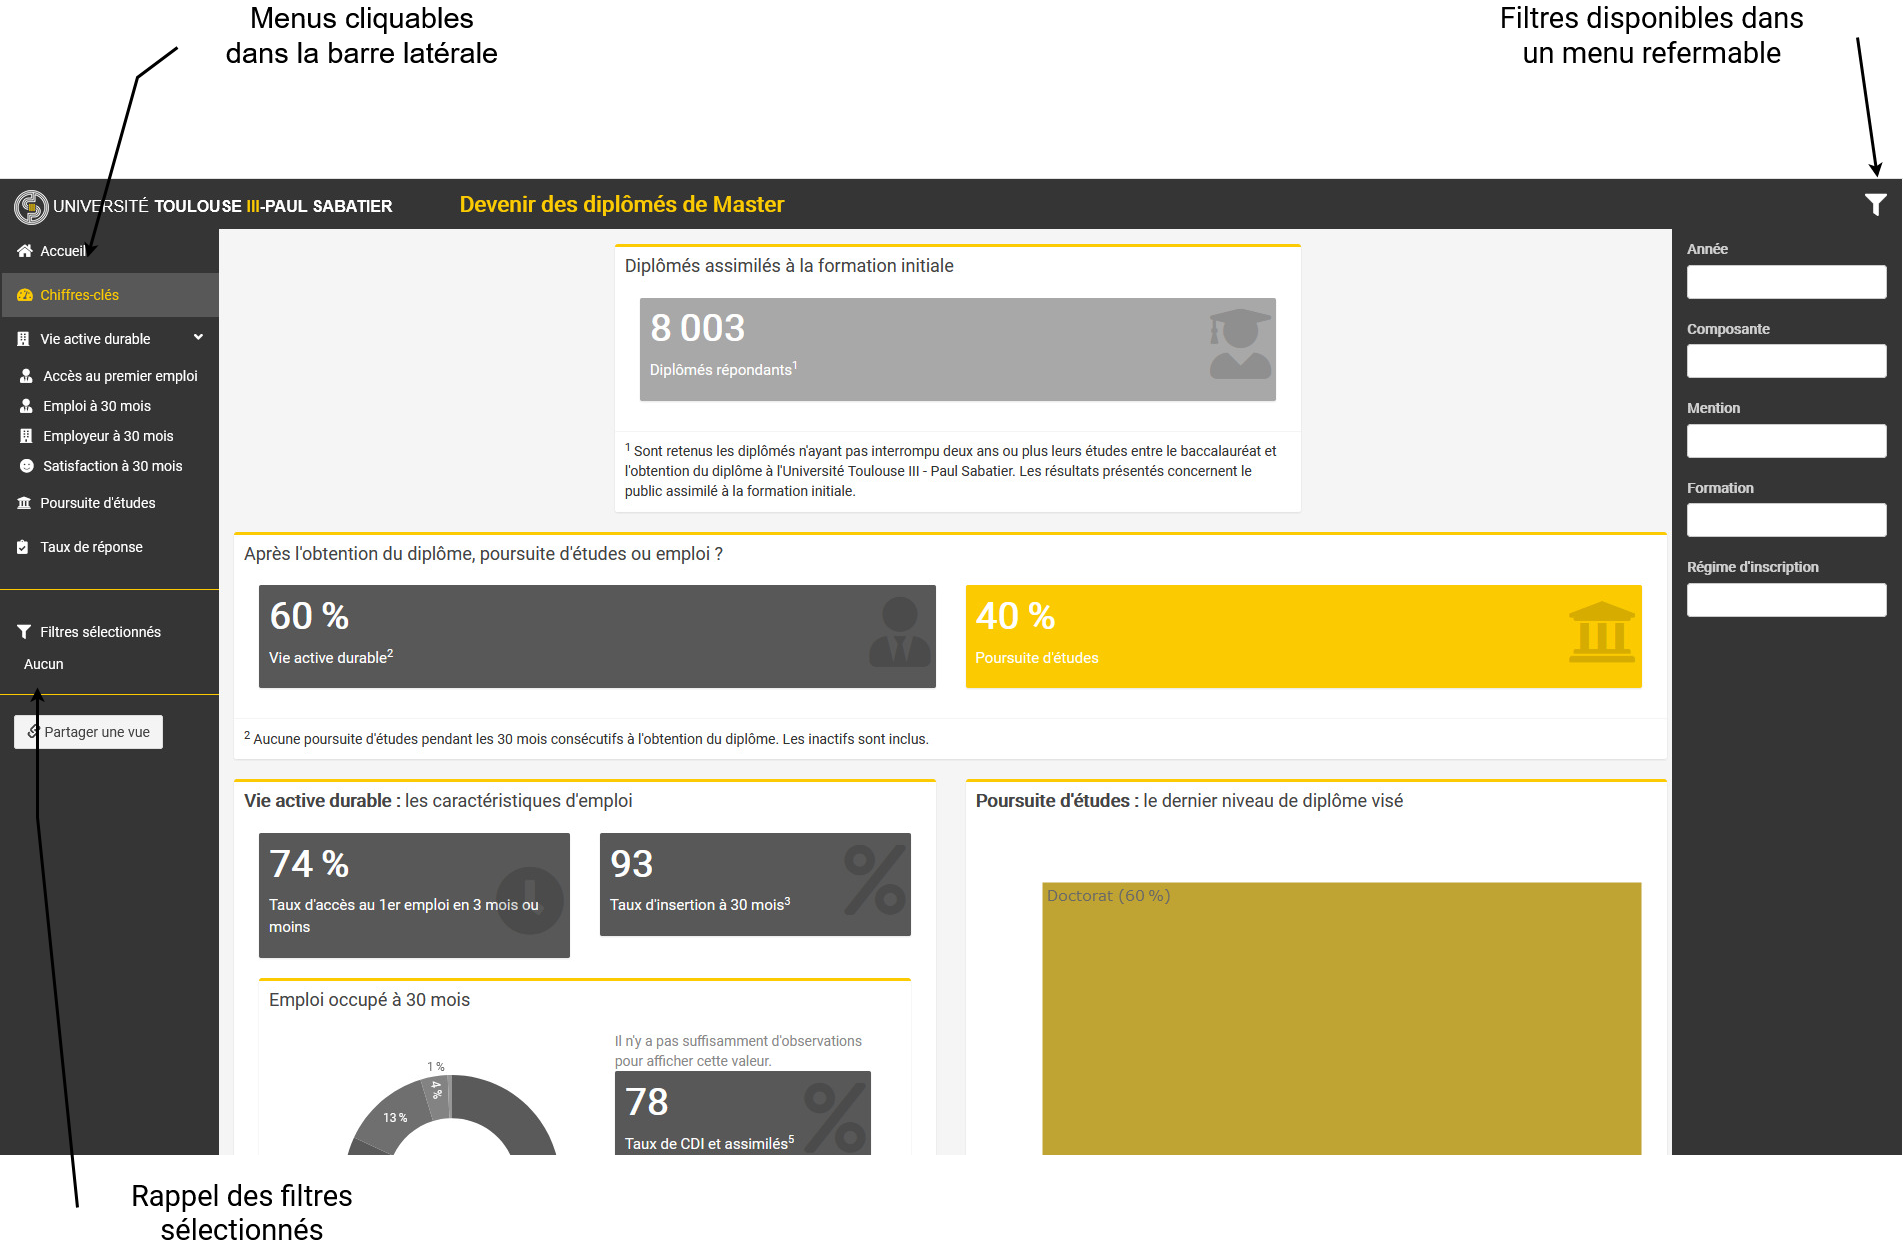 Menus cliquables
dans la barre latérale
Filtres disponibles dans
un menu refermable
UNIVERSITÉ TOULOUSE III-PAUL SABATIER
Devenir des diplômés de Master
Accueil
Chiffres-clés
Vie active durable
Accès au premier emploi
Emploi à 30 mois
Employeur à 30 mois
Satisfaction à 30 mois
Poursuite d'études
Taux de réponse
Filtres sélectionnés
Aucun
Partager une vue
Diplômés assimilés à la formation initiale
8 003
Diplômés répondants1
1 Sont retenus les diplômés n'ayant pas interrompu deux ans ou plus leurs études entre le baccalauréat et
l'obtention du diplôme à l'Université Toulouse III - Paul Sabatier. Les résultats présentés concernent le
public assimilé à la formation initiale.
Après l'obtention du diplôme, poursuite d'études ou emploi ?
60 %
Vie active durable2
40 %
Poursuite d'études
2 Aucune poursuite d'études pendant les 30 mois consécutifs à l'obtention du diplôme. Les inactifs sont inclus.
Vie active durable : les caractéristiques d'emploi
74 %
Taux d'accès au 1er emploi en 3 mois ou
moins
93
Taux d'insertion à 30 mois3
Emploi occupé à 30 mois
1 %
4 %
13 %
Il n'y a pas suffisamment d'observations
pour afficher cette valeur.
78
Taux de CDI et assimilés5
Poursuite d'études : le dernier niveau de diplôme visé
Doctorat (60 %)
Année
Composante
Mention
Formation
Régime d'inscription
Rappel des filtres
sélectionnés